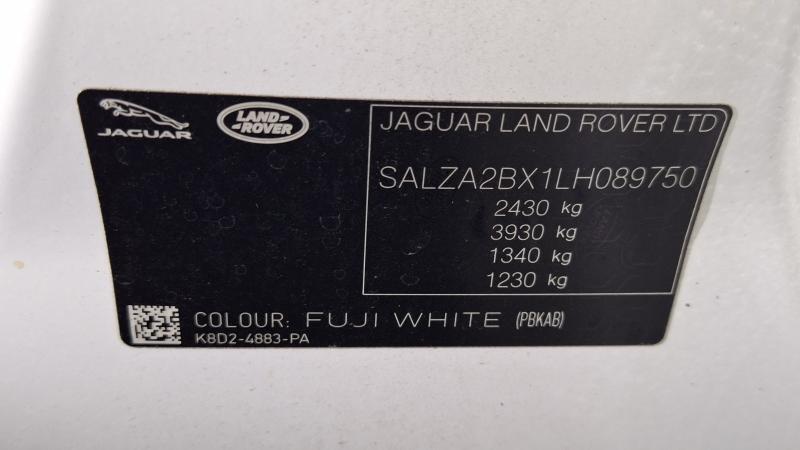 JAGUAR
LAND
ROVER
JAGUAR LAND ROVER LTD
SALZA2BX1LH089750
2430 kg
3930 kg
1340 kg
1230 kg
COLOUR: FUJI WHITE (PBKAB)
K8D2-4883-PA